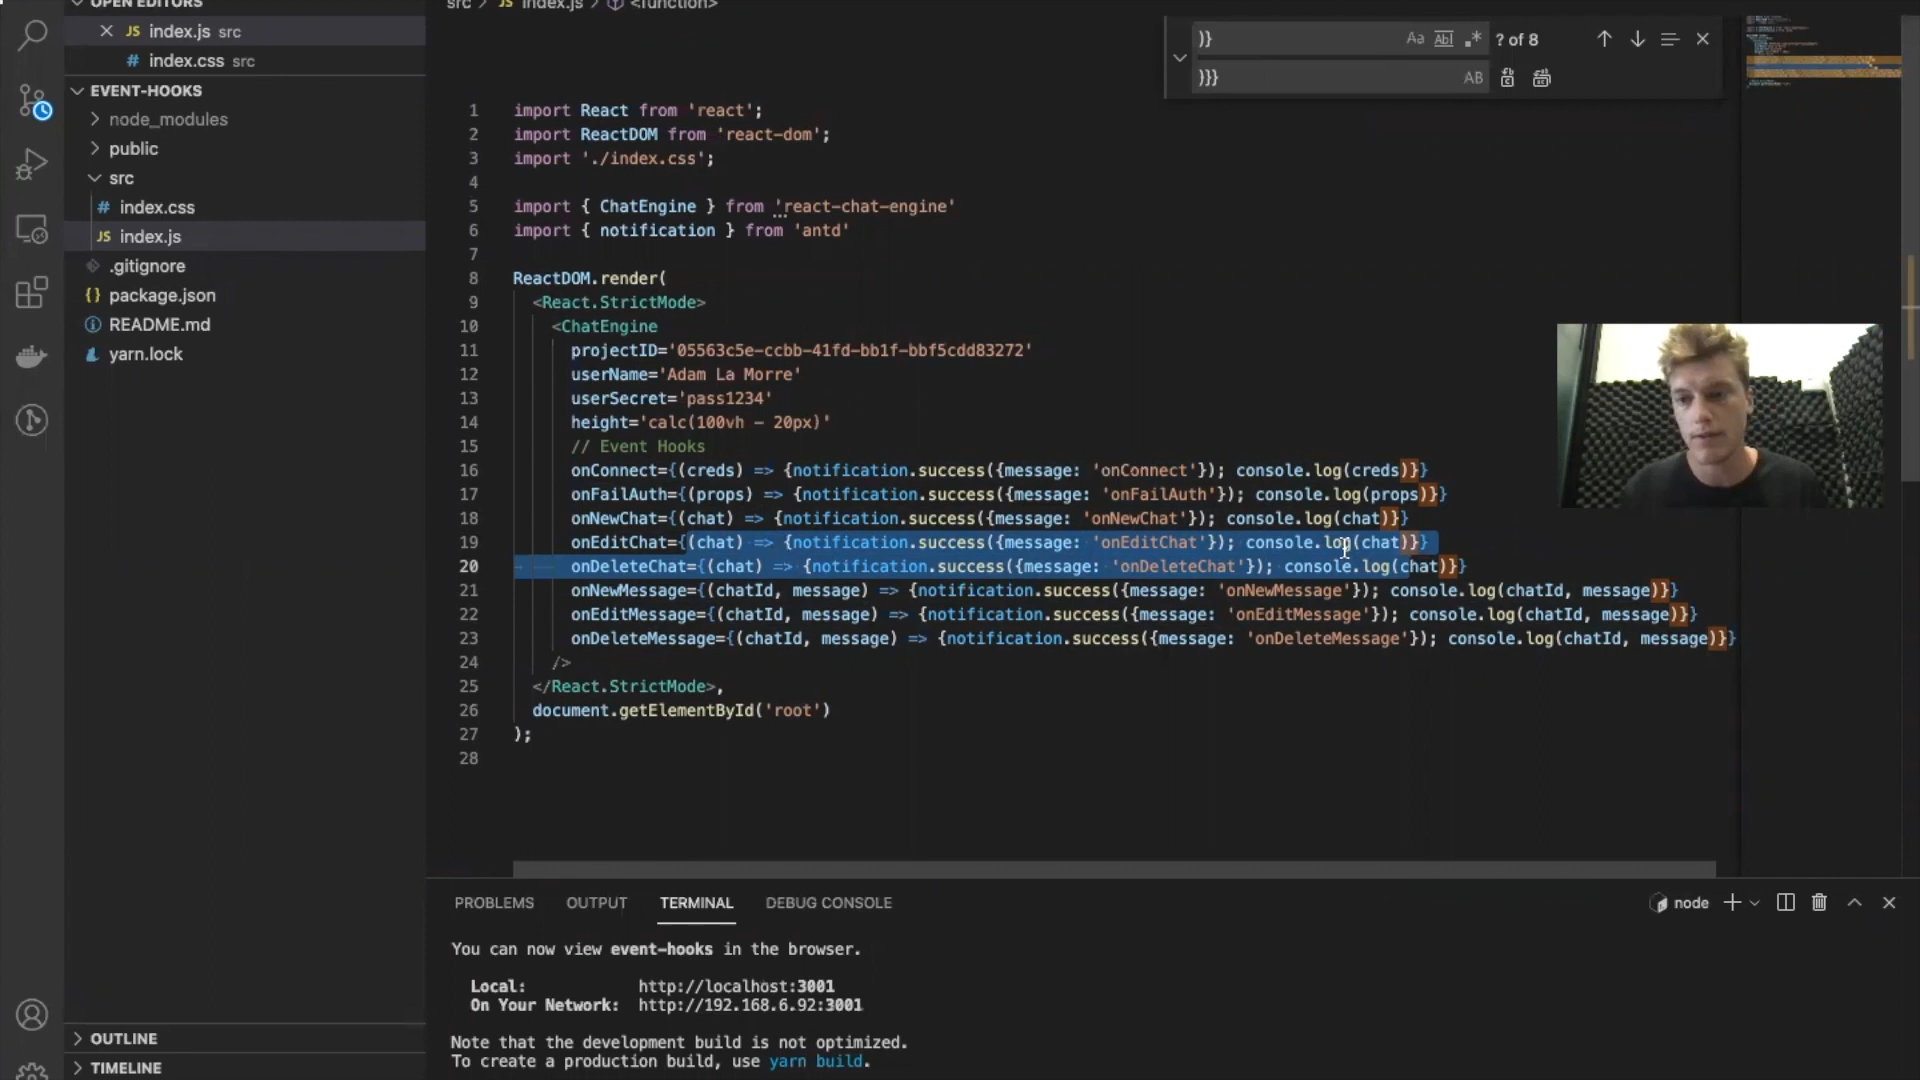 OPEN EDITORS
JS index.js src
# index.css src
EVENT-HOOKS
node_modules
public
src
# index.css
JS index.js
.gitignore
{} package.json
README.md
yarn.lock
OUTLINE
TIMELINE
src > JS index.js > <function>
)} Aa Abl .* ? of 8
)}} AB
1 import React from 'react';
2 import ReactDOM from 'react-dom';
3 import './index.css';
4
5 import { ChatEngine } from 'react-chat-engine'
6 import { notification } from 'antd'
7
8 ReactDOM.render(
9 <React.StrictMode>
10 <ChatEngine
11 projectID='05563c5e-ccbb-41fd-bb1f-bbf5cdd83272'
12 userName='Adam La Morre'
13 userSecret='pass1234'
14 height='calc(100vh - 20px)'
15 // Event Hooks
16 onConnect={(creds) => {notification.success({message: 'onConnect'}); console.log(creds)}}
17 onFailAuth={(props) => {notification.success({message: 'onFailAuth'}); console.log(props)}}
18 onNewChat={(chat) => {notification.success({message: 'onNewChat'}); console.log(chat)}}
19 onEditChat={(chat) => {notification.success({message: 'onEditChat'}); console.log(chat)}}
20 onDeleteChat={(chat) => {notification.success({message: 'onDeleteChat'}); console.log(chat)}}
21 onNewMessage={(chatId, message) => {notification.success({message: 'onNewMessage'}); console.log(chatId, message)}}
22 onEditMessage={(chatId, message) => {notification.success({message: 'onEditMessage'}); console.log(chatId, message)}}
23 onDeleteMessage={(chatId, message) => {notification.success({message: 'onDeleteMessage'}); console.log(chatId, message)}}
24 />
25 </React.StrictMode>,
26 document.getElementById('root')
27 );
28
PROBLEMS OUTPUT TERMINAL DEBUG CONSOLE node
You can now view event-hooks in the browser.
Local: http://localhost:3001
On Your Network: http://192.168.6.92:3001
Note that the development build is not optimized.
To create a production build, use yarn build.